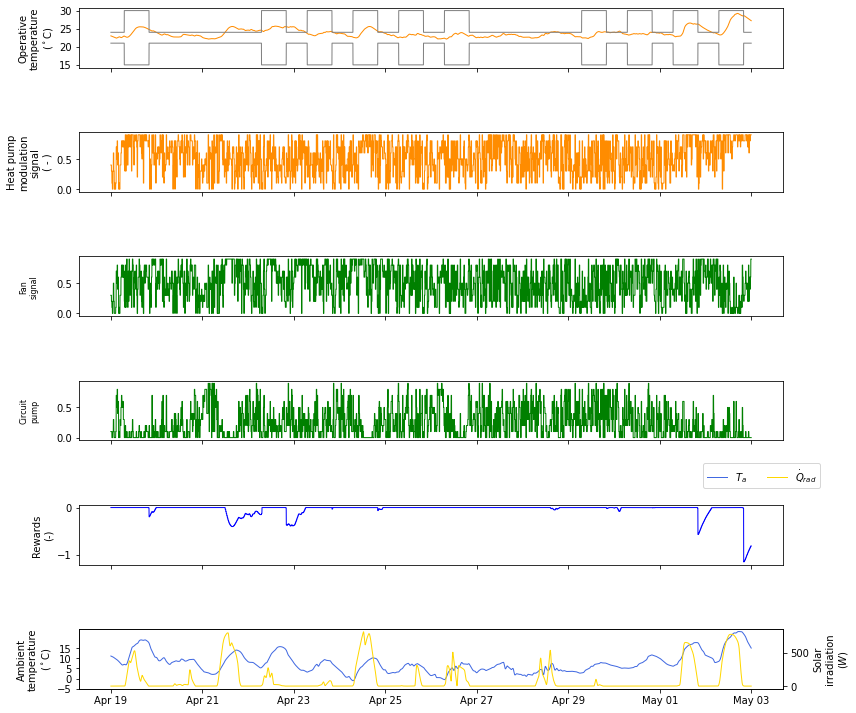 Operative
temperature
(°C)
30
25
20
15
Heat pump
modulation
signal
( - )
0.5
0.0
Fan
signal
0.5
0.0
Circuit
pump
0.5
0.0
T_a
Q̇_rad
Rewards
(-)
0
−1
Ambient
temperature
(°C)
15
10
5
0
−5
500
0
Solar
irradiation
(W)
Apr 19 Apr 21 Apr 23 Apr 25 Apr 27 Apr 29 May 01 May 03